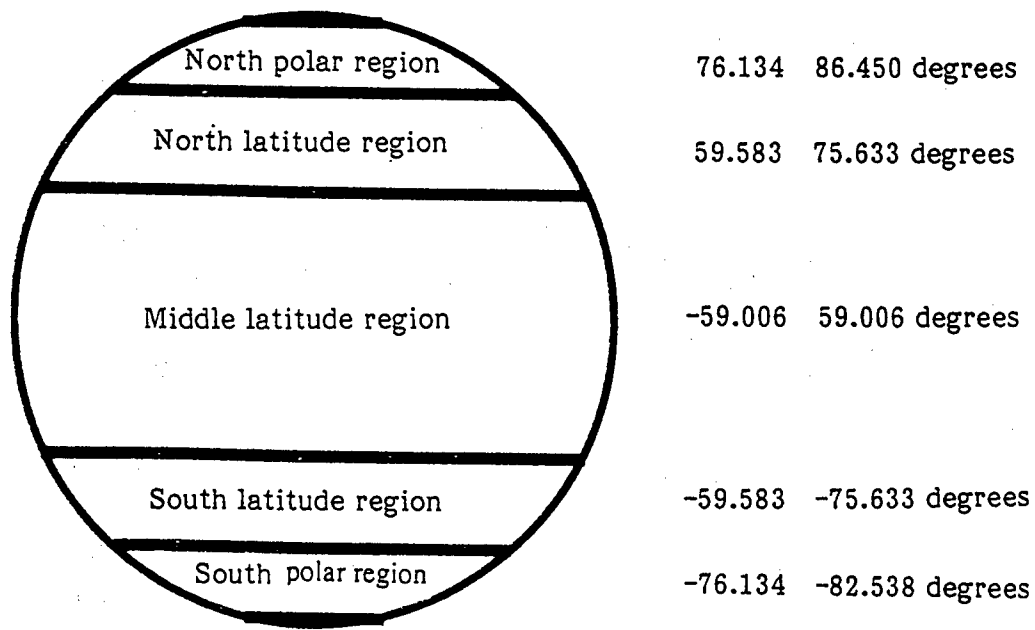 North polar region 76.134 86.450 degrees
North latitude region 59.583 75.633 degrees
Middle latitude region -59.006 59.006 degrees
South latitude region -59.583 -75.633 degrees
South polar region -76.134 -82.538 degrees